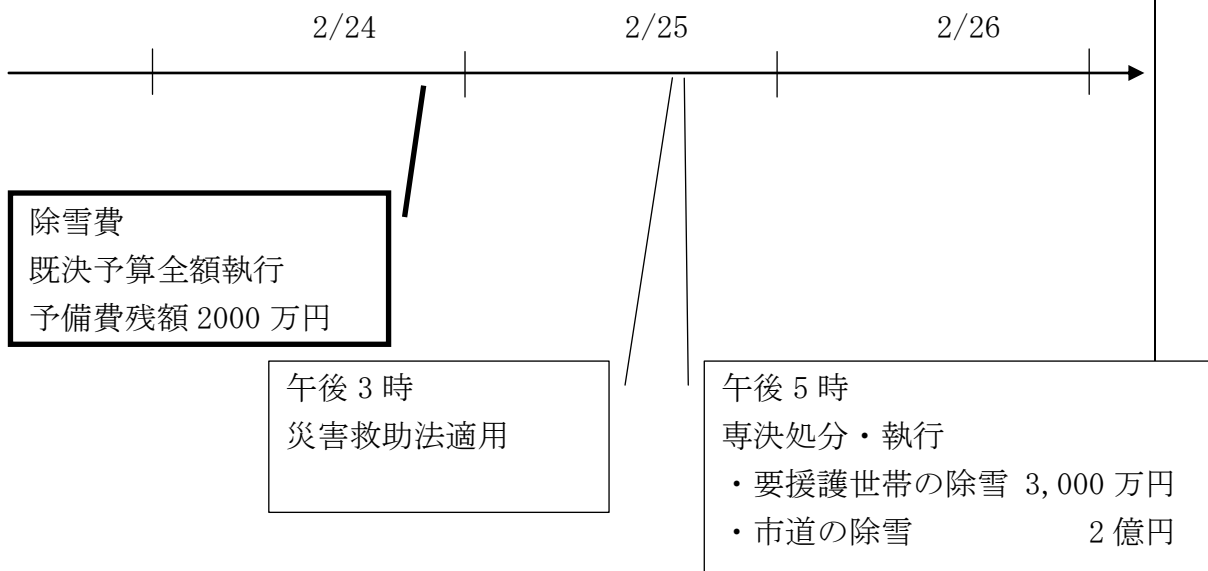 2/24
2/25
2/26
除雪費
既決予算全額執行
予備費残額 2000 万円
午後 3 時
災害救助法適用
午後 5 時
専決処分・執行
・要援護世帯の除雪 3,000 万円
・市道の除雪 2 億円